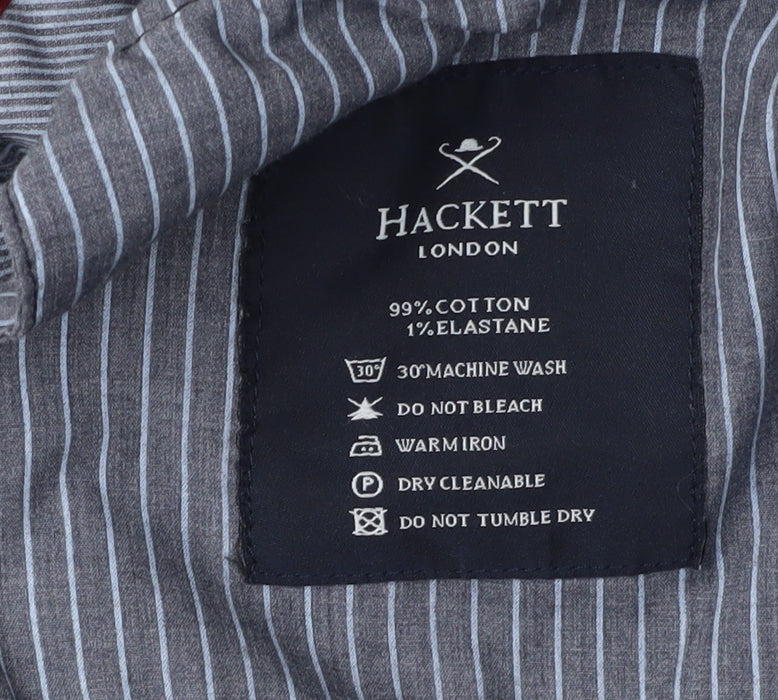 HACKETT
LONDON
99% COTTON
1% ELASTANE
30° 30° MACHINE WASH
DO NOT BLEACH
WARM IRON
P DRY CLEANABLE
DO NOT TUMBLE DRY